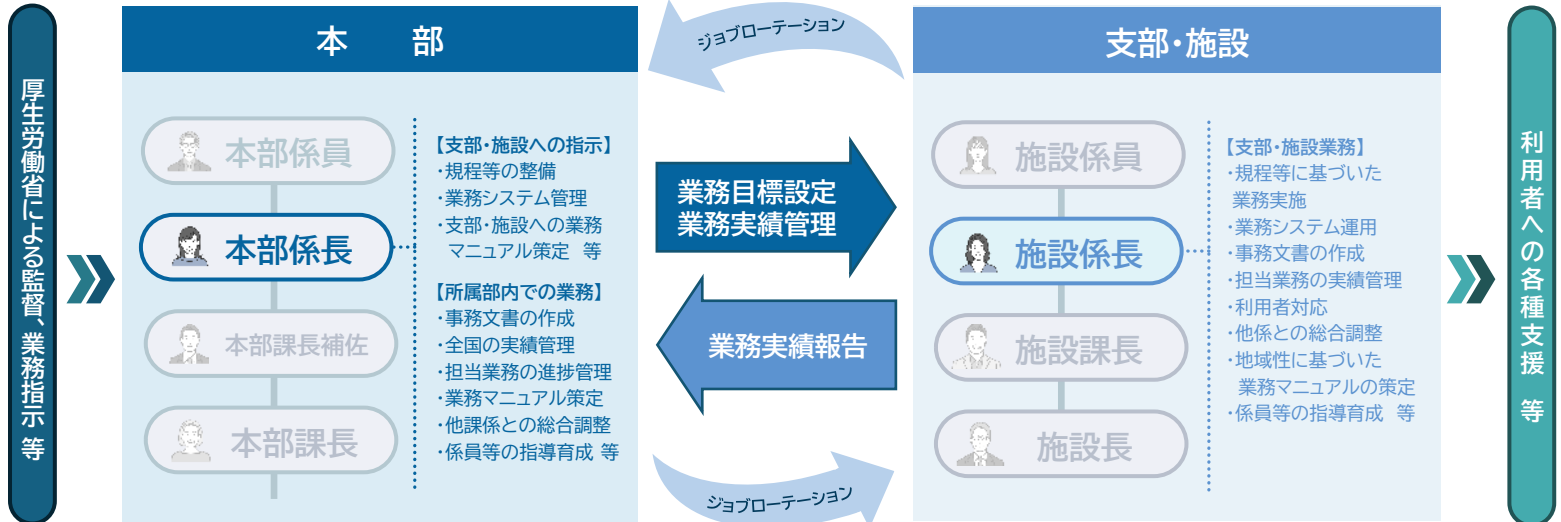 厚生労働省による監督、業務指示 等
本　部
本部係員
本部係長
本部課長補佐
本部課長
【支部・施設への指示】
・規程等の整備
・業務システム管理
・支部・施設への業務
マニュアル策定 等
【所属部内での業務】
・事務文書の作成
・全国の実績管理
・担当業務の進捗管理
・業務マニュアル策定
・他課係との総合調整
・係員等の指導育成 等
ジョブローテーション
業務目標設定
業務実績管理
業務実績報告
ジョブローテーション
支部・施設
施設係員
施設係長
施設課長
施設長
【支部・施設業務】
・規程等に基づいた
業務実施
・業務システム運用
・事務文書の作成
・担当業務の実績管理
・利用者対応
・他係との総合調整
・地域性に基づいた
業務マニュアルの策定
・係員等の指導育成 等
利用者への各種支援 等